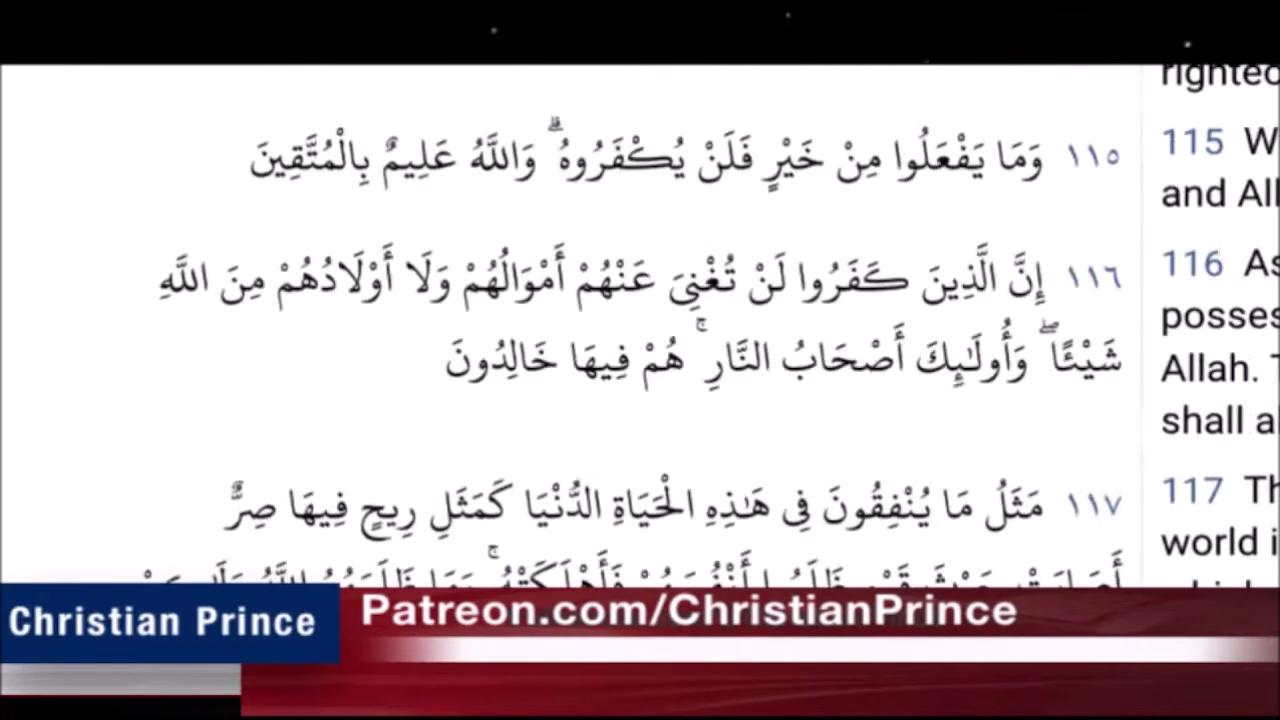 righteo
١١٥ وَمَا يَفْعَلُوا مِنْ خَيْرٍ فَلَنْ يُكْفَرُوهُ ۗ وَاللَّهُ عَلِيمٌ بِالْمُتَّقِينَ
115 W
and All
١١٦ إِنَّ الَّذِينَ كَفَرُوا لَنْ تُغْنِيَ عَنْهُمْ أَمْوَالُهُمْ وَلَا أَوْلَادُهُمْ مِنَ اللَّهِ
شَيْئًا ۖ وَأُولَٰئِكَ أَصْحَابُ النَّارِ ۚ هُمْ فِيهَا خَالِدُونَ
116 As
posses
Allah. T
shall a
١١٧ مَثَلُ مَا يُنْفِقُونَ فِي هَٰذِهِ الْحَيَاةِ الدُّنْيَا كَمَثَلِ رِيحٍ فِيهَا صِرٌّ
117 Th
world i
Christian Prince
Patreon.com/ChristianPrince